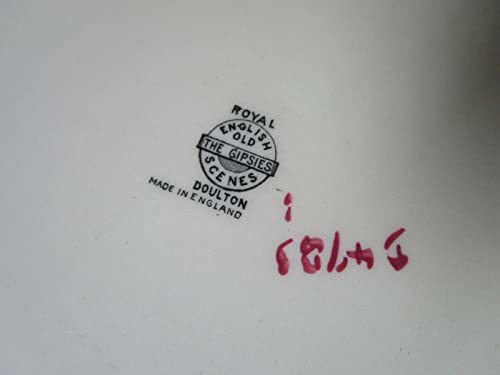 ROYAL
ENGLISH
OLD
THE GIPSIES
SCENES
DOULTON
MADE IN ENGLAND